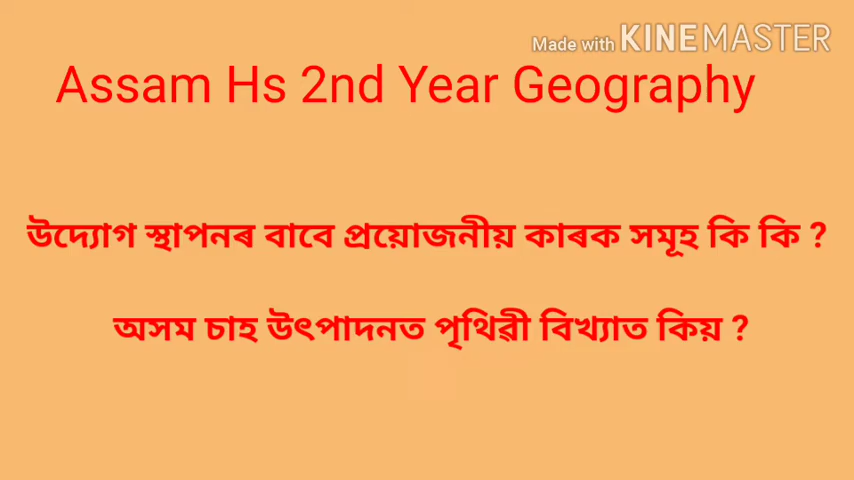 Made with KINEMASTER
Assam Hs 2nd Year Geography
উদ্যোগ স্থাপনৰ বাবে প্ৰয়োজনীয় কাৰক সমূহ কি কি ?
অসম চাহ উৎপাদনত পৃথিৱী বিখ্যাত কিয় ?